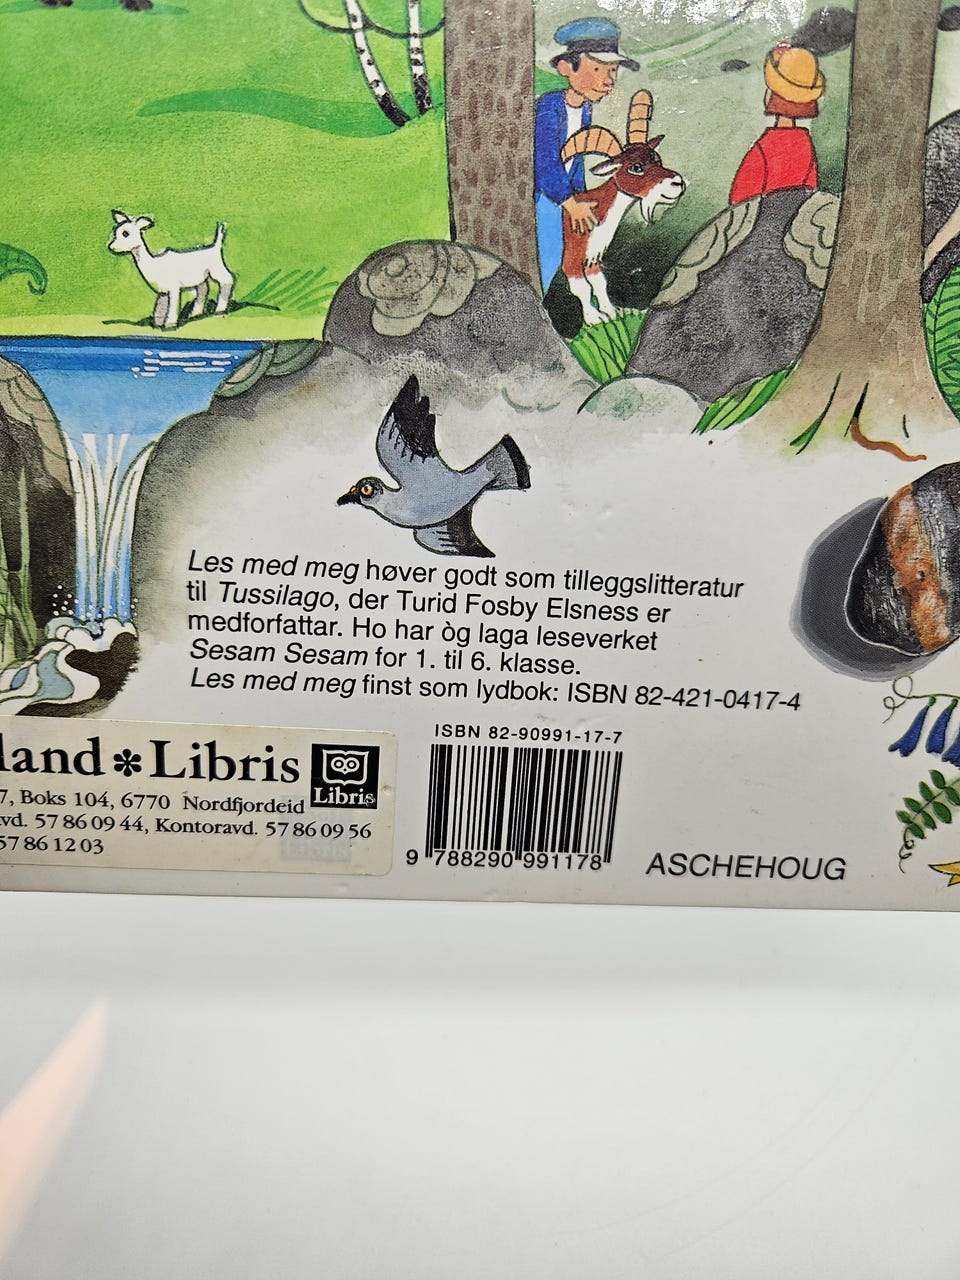 Les med meg høver godt som tilleggslitteratur
til Tussilago, der Turid Fosby Elsness er
medforfattar. Ho har òg laga leseverket
Sesam Sesam for 1. til 6. klasse.
Les med meg finst som lydbok: ISBN 82-421-0417-4
land ✽ Libris
Libris
7, Boks 104, 6770 Nordfjordeid
vd. 57 86 09 44, Kontoravd. 57 86 09 56
57 86 12 03
ISBN 82-90991-17-7
9 788290 991178
ASCHEHOUG